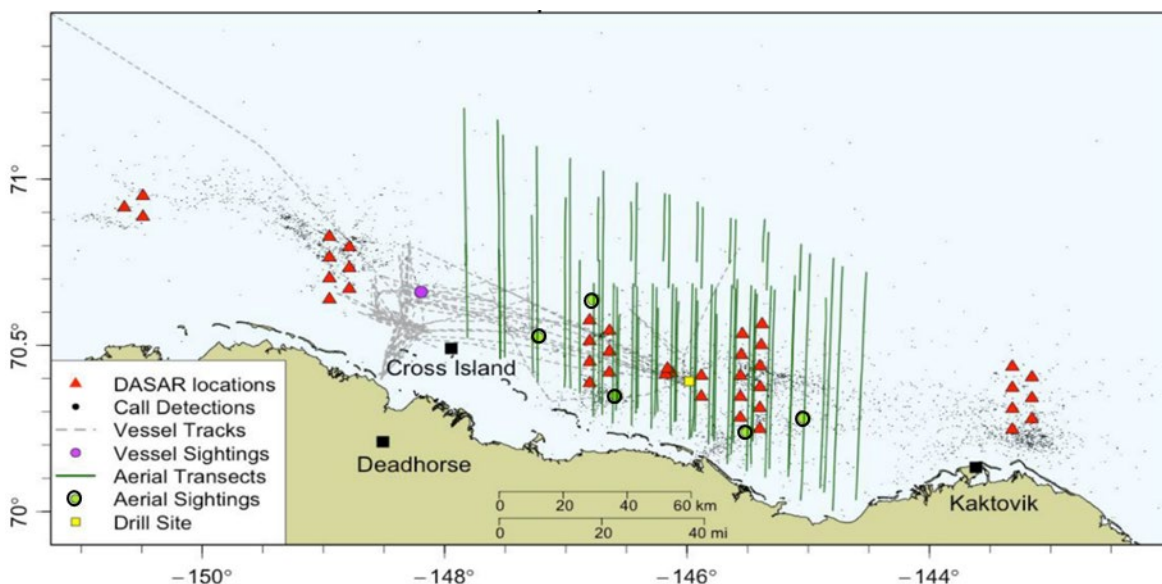 71°
70.5°
70°
Cross Island
Deadhorse
Kaktovik
DASAR locations
Call Detections
Vessel Tracks
Vessel Sightings
Aerial Transects
Aerial Sightings
Drill Site
0 20 40 60 km
0 20 40 mi
−150° −148° −146° −144°